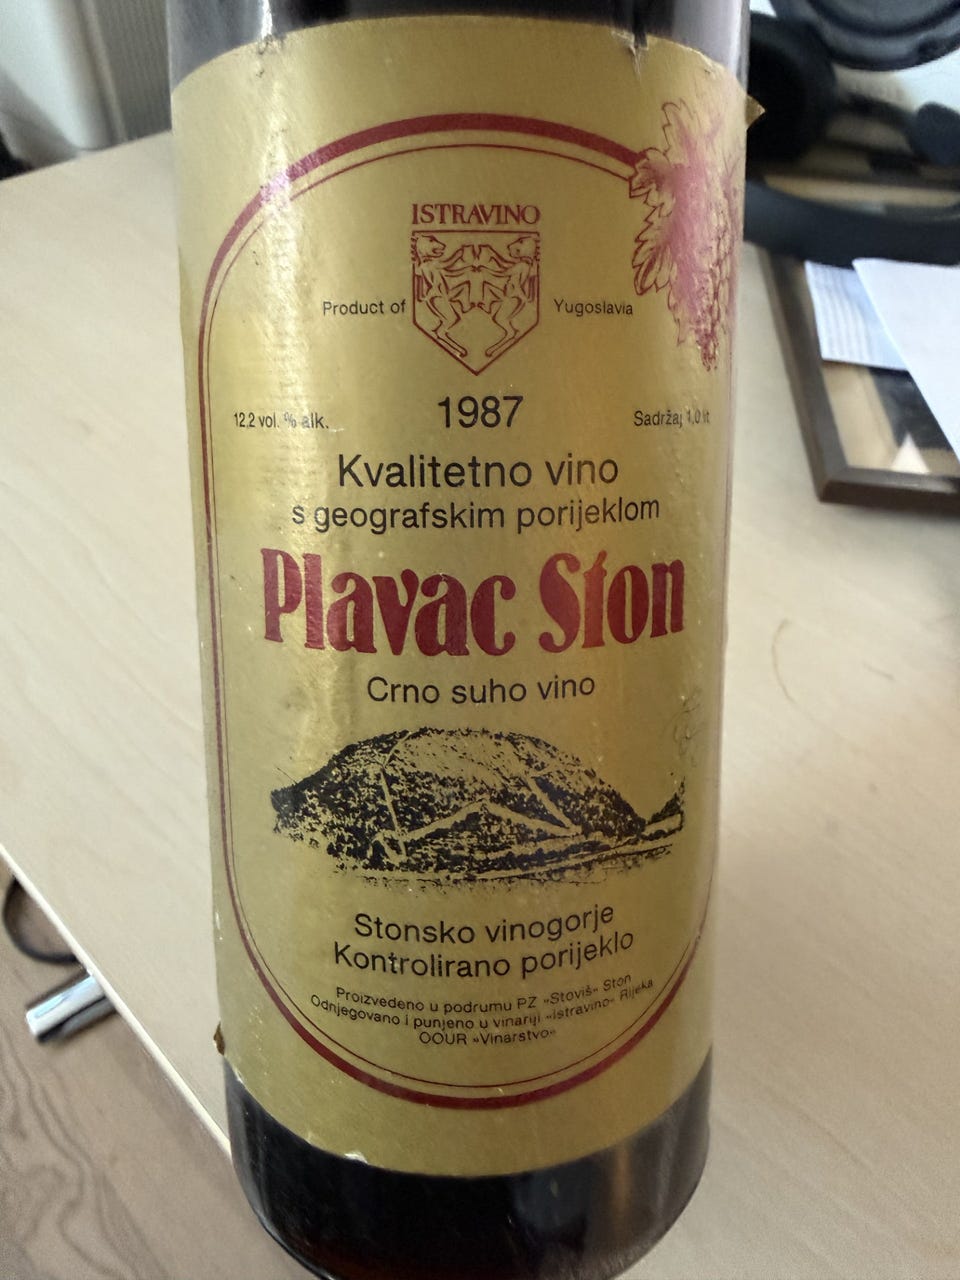 ISTRAVINO
Product of Yugoslavia
1987
12,2 vol. % alk. Sadržaj 1,0 lit
Kvalitetno vino
s geografskim porijeklom
Plavac Ston
Crno suho vino
Stonsko vinogorje
Kontrolirano porijeklo
Proizvedeno u podrumu PZ »Stoviš« Ston
Odnjegovano i punjeno u vinariji »Istravino« Rijeka
OOUR »Vinarstvo«